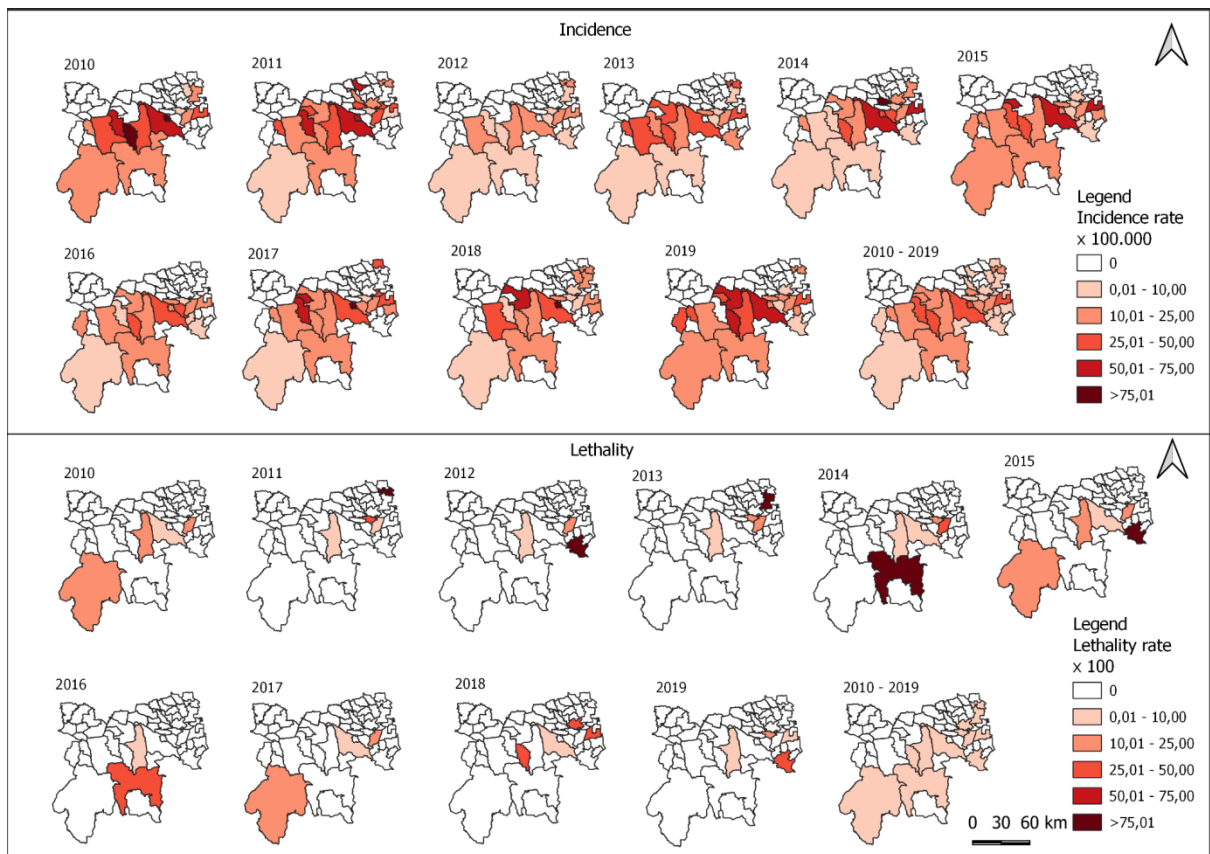 Incidence
2010
2011
2012
2013
2014
2015
Legend
Incidence rate
x 100.000
0
0,01 - 10,00
10,01 - 25,00
25,01 - 50,00
50,01 - 75,00
>75,01
2016
2017
2018
2019
2010 - 2019
Lethality
2010
2011
2012
2013
2014
2015
Legend
Lethality rate
x 100
0
0,01 - 10,00
10,01 - 25,00
25,01 - 50,00
50,01 - 75,00
>75,01
2016
2017
2018
2019
2010 - 2019
0 30 60 km